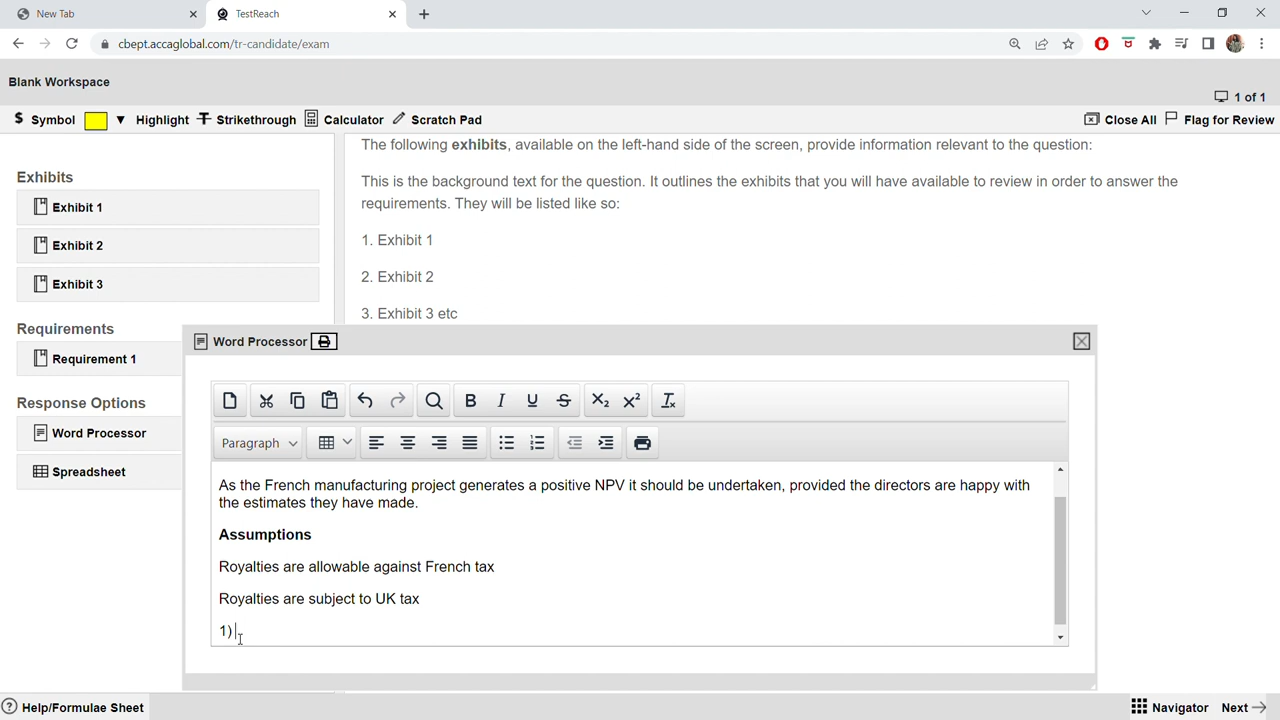 New Tab
TestReach
cbept.accaglobal.com/tr-candidate/exam
Blank Workspace
1 of 1
$ Symbol Highlight Strikethrough Calculator Scratch Pad Close All Flag for Review
Exhibits
Exhibit 1
Exhibit 2
Exhibit 3
Requirements
Requirement 1
Response Options
Word Processor
Spreadsheet
The following exhibits, available on the left-hand side of the screen, provide information relevant to the question:
This is the background text for the question. It outlines the exhibits that you will have available to review in order to answer the
requirements. They will be listed like so:
1. Exhibit 1
2. Exhibit 2
3. Exhibit 3 etc
Word Processor
B I U S X₂ X² Tx
Paragraph
As the French manufacturing project generates a positive NPV it should be undertaken, provided the directors are happy with
the estimates they have made.
Assumptions
Royalties are allowable against French tax
Royalties are subject to UK tax
1)
Help/Formulae Sheet
Navigator Next